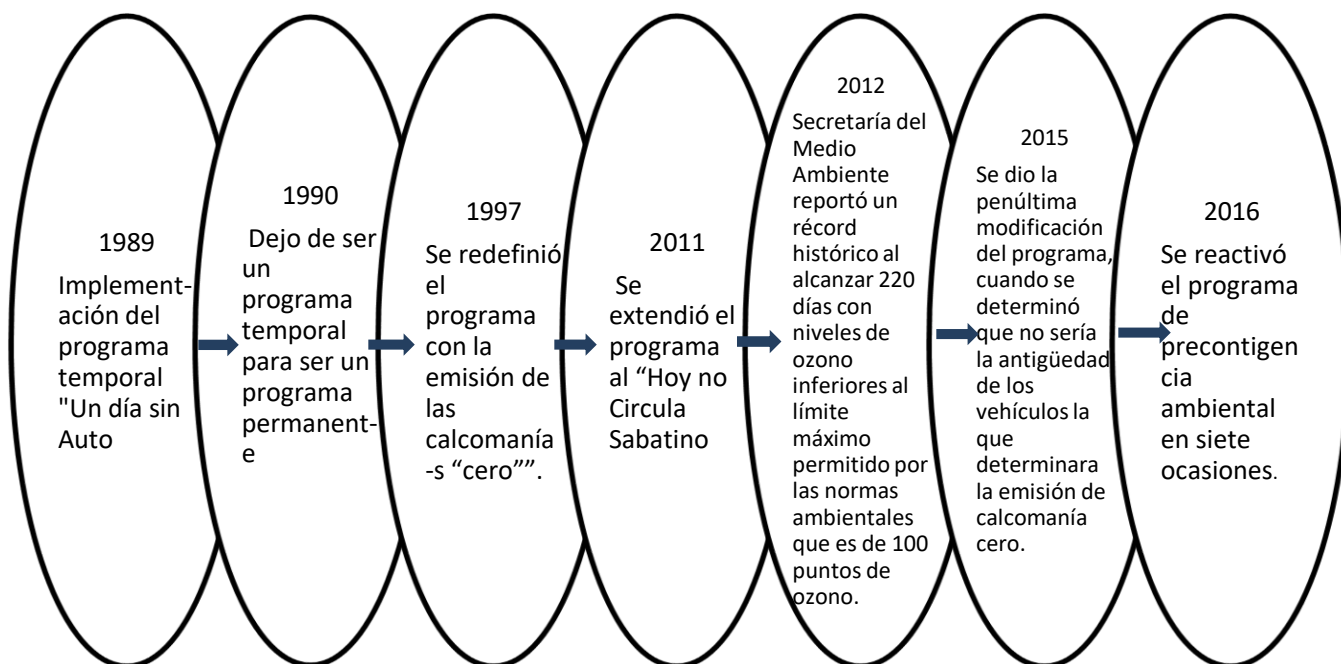 1989
Implement-
ación del
programa
temporal
"Un día sin
Auto
1990
Dejo de ser
un
programa
temporal
para ser un
programa
permanent-
e
1997
Se redefinió
el
programa
con la
emisión de
las
calcomanía
-s “cero””.
2011
Se
extendió el
programa
al “Hoy no
Circula
Sabatino
2012
Secretaría del
Medio
Ambiente
reportó un
récord
histórico al
alcanzar 220
días con
niveles de
ozono
inferiores al
límite
máximo
permitido por
las normas
ambientales
que es de 100
puntos de
ozono.
2015
Se dio la
penúltima
modificación
del programa,
cuando se
determinó
que no sería
la antigüedad
de los
vehículos la
que
determinara
la emisión de
calcomanía
cero.
2016
Se reactivó
el programa
de
precontigen
cia
ambiental
en siete
ocasiones.